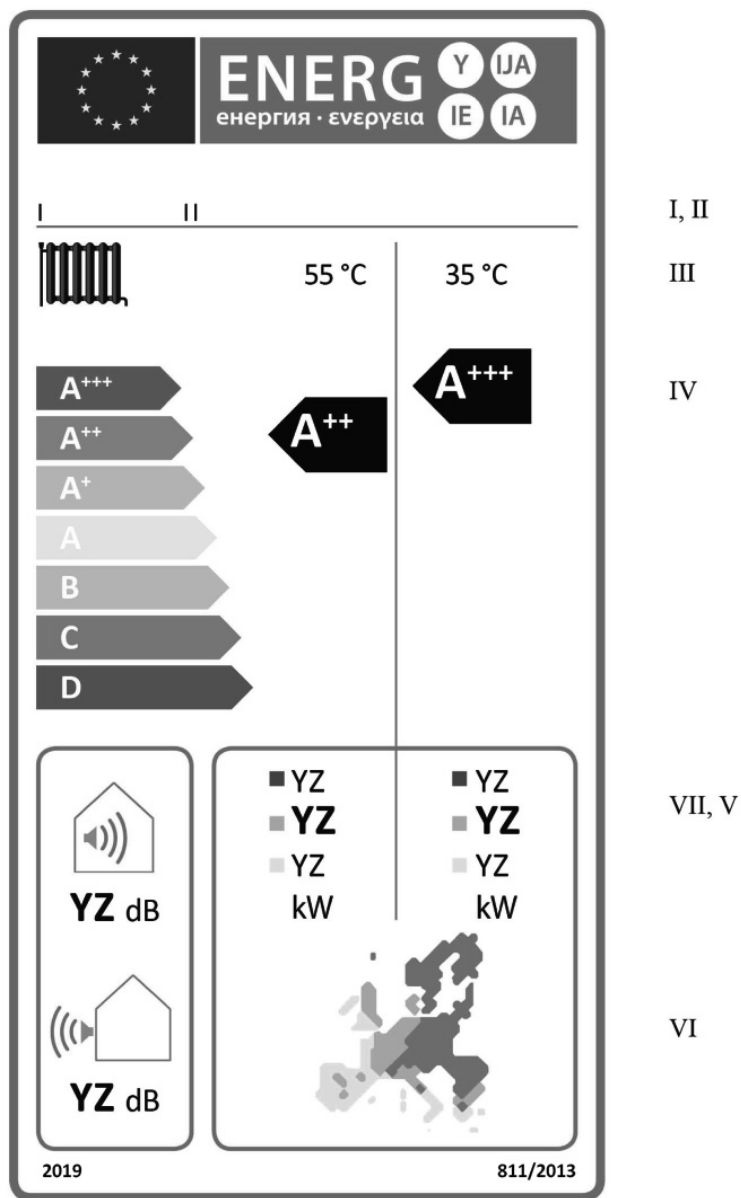 ENERG Y IJA
енергия · ενεργεια IE IA
I II I, II
55 °C 35 °C III
A+++ A+++ IV
A++ A++
A+
A
B
C
D
YZ YZ
YZ YZ VII, V
YZ YZ
kW kW
YZ dB
VI
YZ dB
2019 811/2013